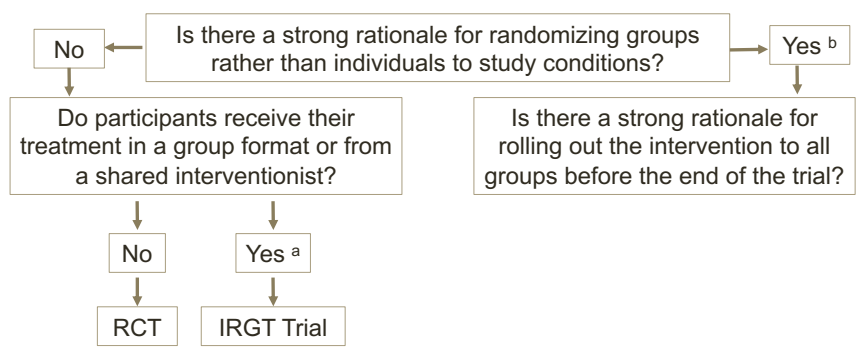 Is there a strong rationale for randomizing groups
rather than individuals to study conditions?
No
Yes b
Do participants receive their
treatment in a group format or from
a shared interventionist?
Is there a strong rationale for
rolling out the intervention to all
groups before the end of the trial?
No
Yes a
RCT
IRGT Trial